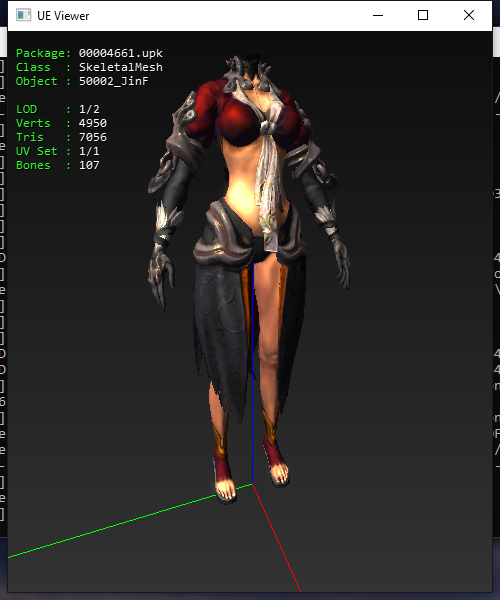 UE Viewer
Package: 00004661.upk
Class : SkeletalMesh
Object : 50002_JinF
LOD : 1/2
Verts : 4950
Tris : 7056
UV Set : 1/1
Bones : 107